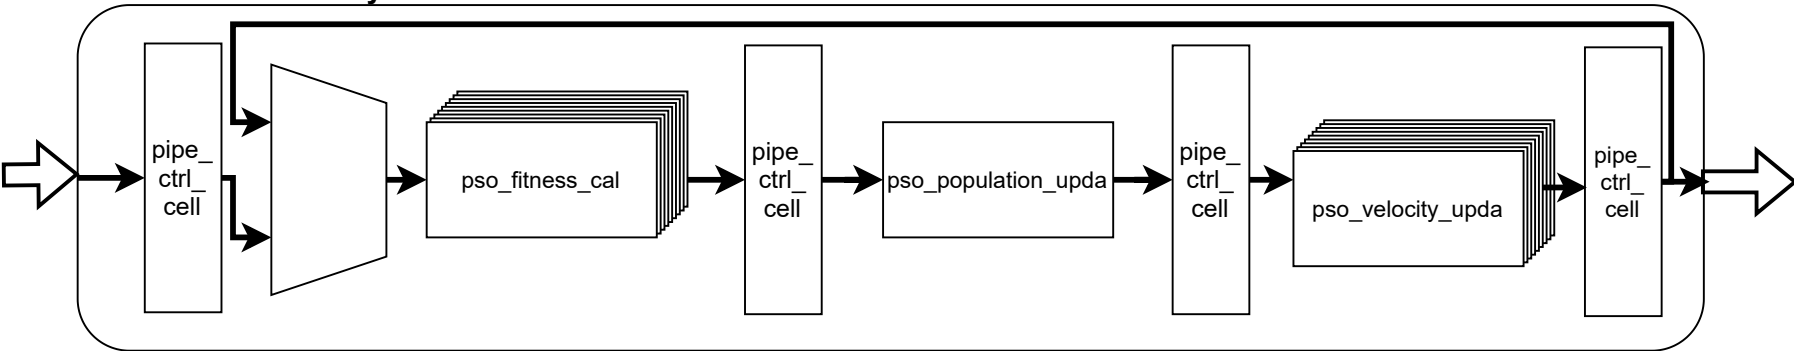 pipe_
ctrl_
cell
pso_fitness_cal
pipe_
ctrl_
cell
pso_population_upda
pipe_
ctrl_
cell
pso_velocity_upda
pipe_
ctrl_
cell